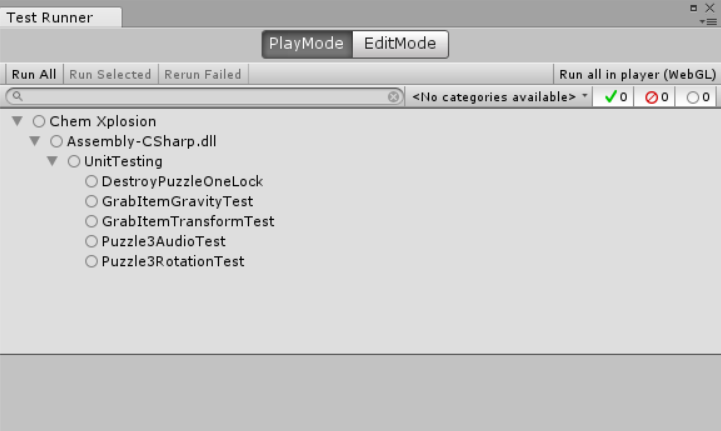 Test Runner
PlayMode EditMode
Run All Run Selected Rerun Failed Run all in player (WebGL)
<No categories available> 0 0 0
Chem Xplosion
Assembly-CSharp.dll
UnitTesting
DestroyPuzzleOneLock
GrabItemGravityTest
GrabItemTransformTest
Puzzle3AudioTest
Puzzle3RotationTest